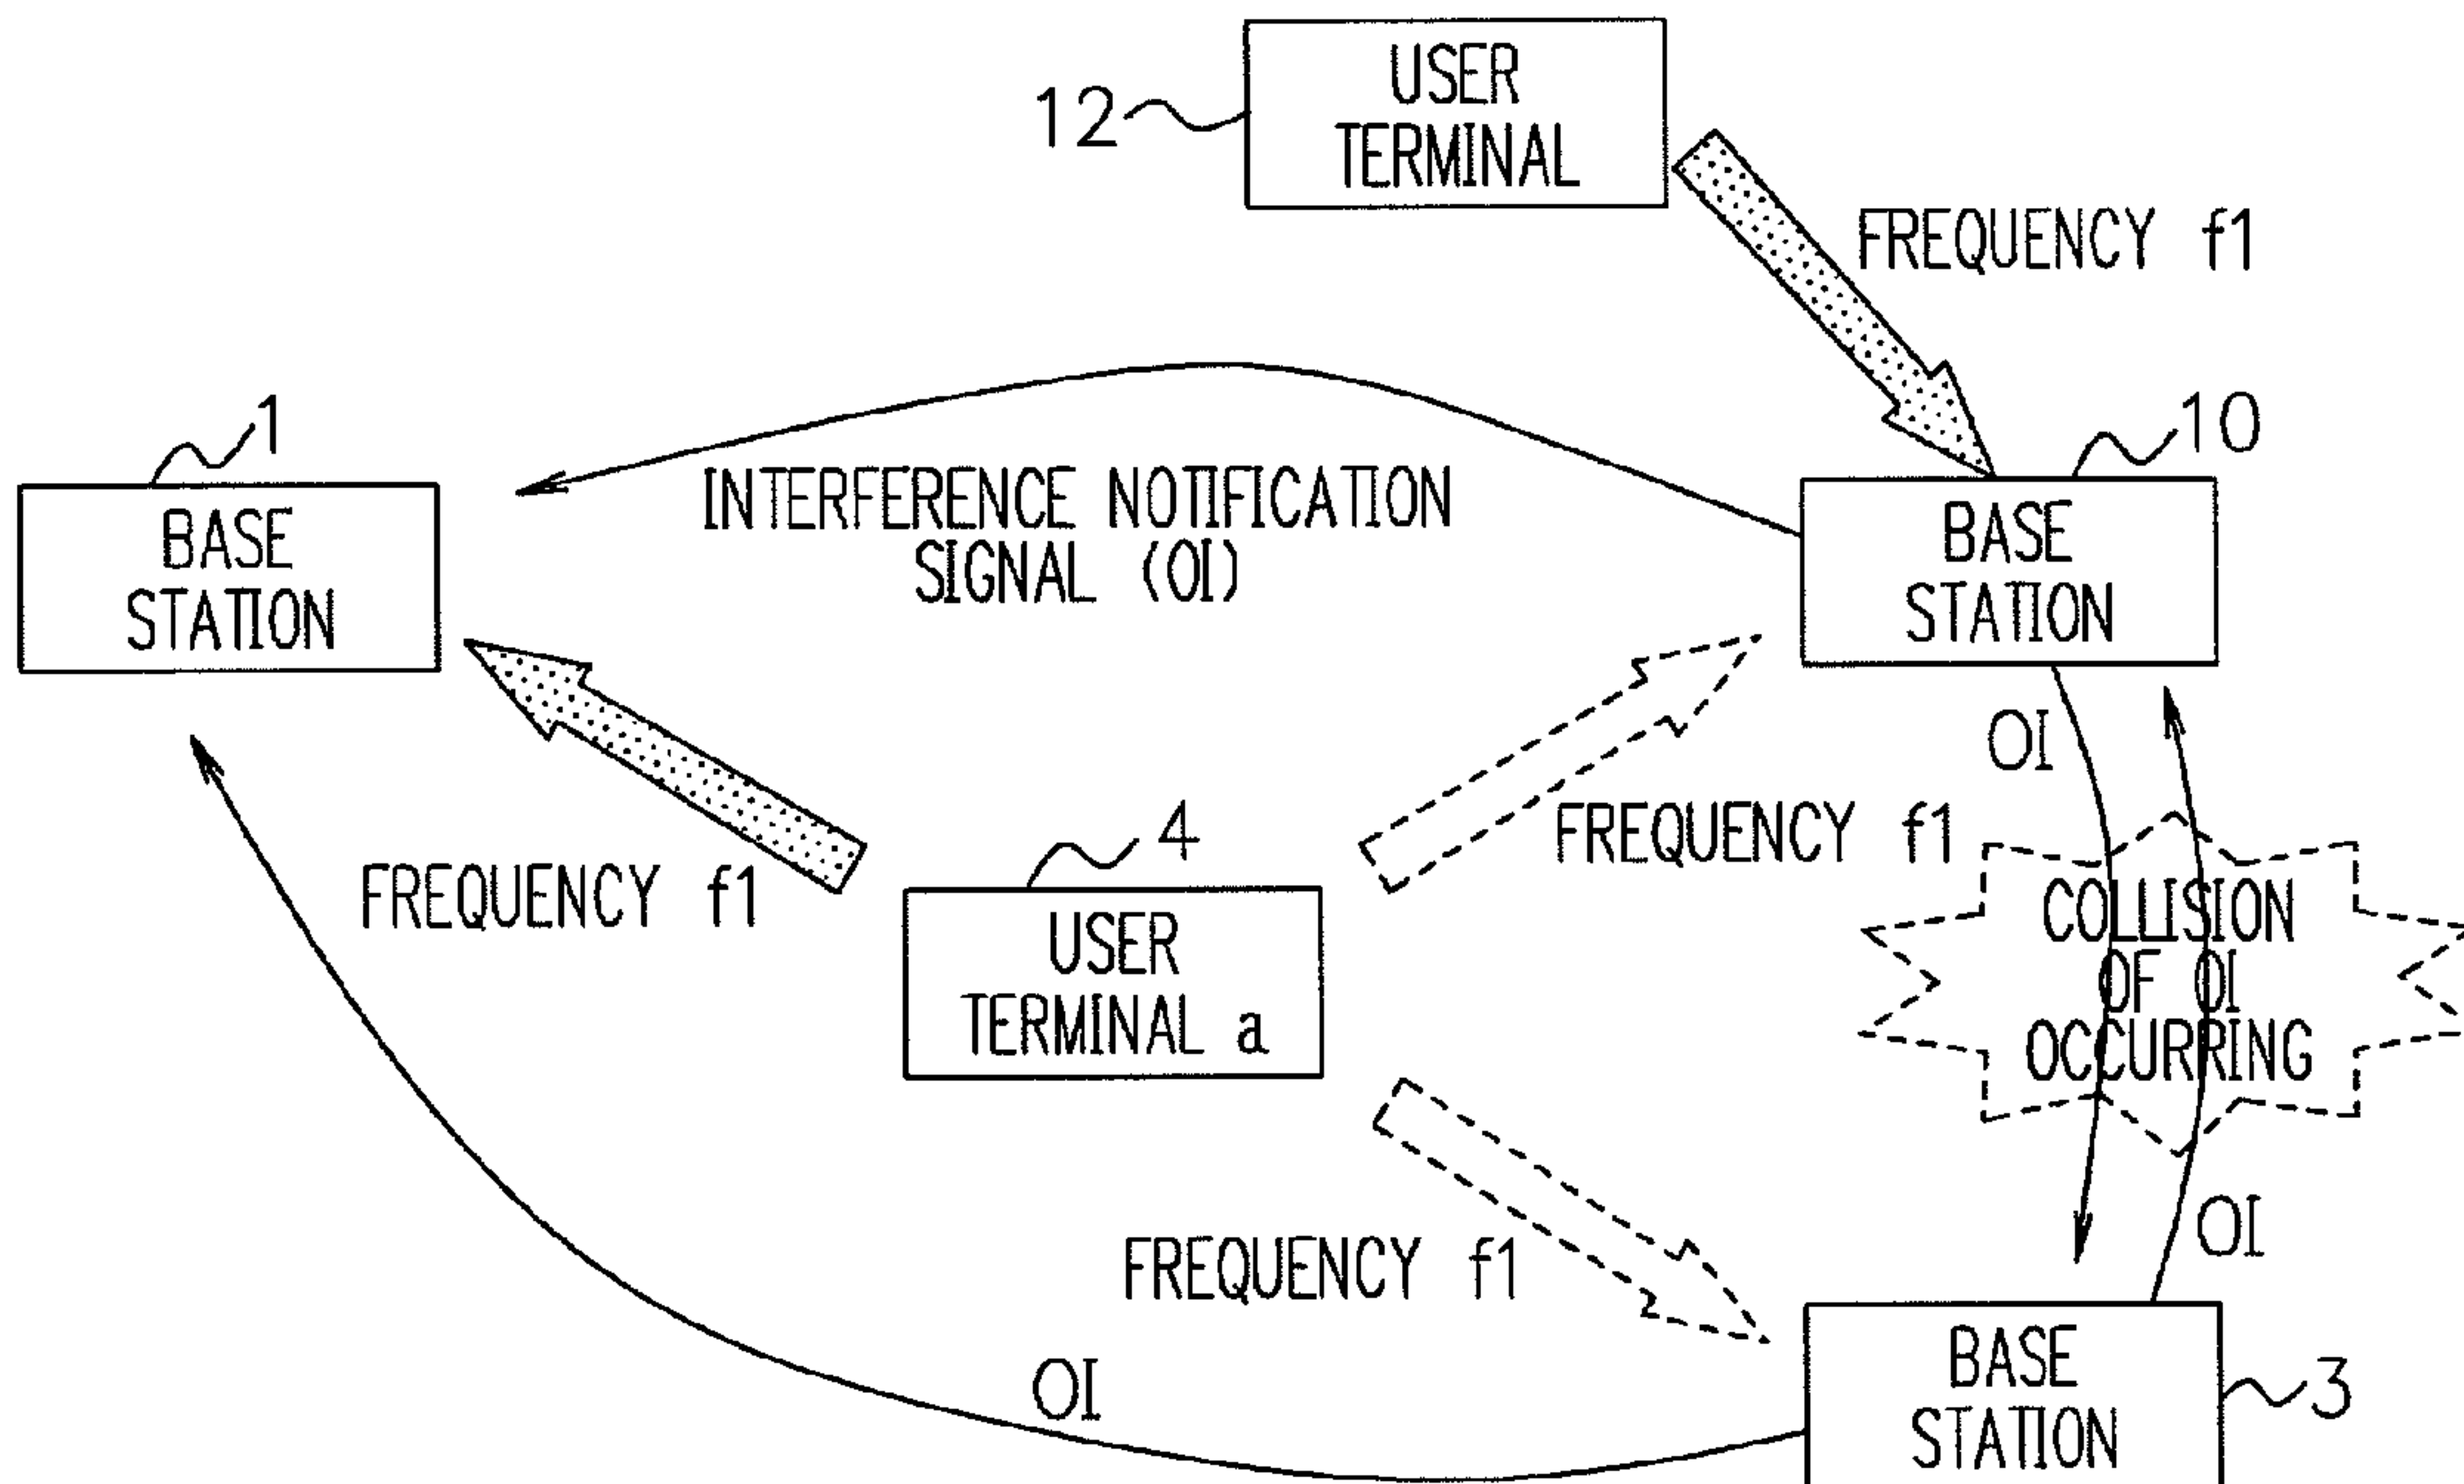 USER
TERMINAL
12
FREQUENCY f1
1
10
BASE
STATION
INTERFERENCE NOTIFICATION
SIGNAL (OI)
BASE
STATION
OI
4
FREQUENCY f1
FREQUENCY f1
USER
TERMINAL a
COLLISION
OF OI
OCCURRING
FREQUENCY f1
OI
OI
BASE
STATION
3